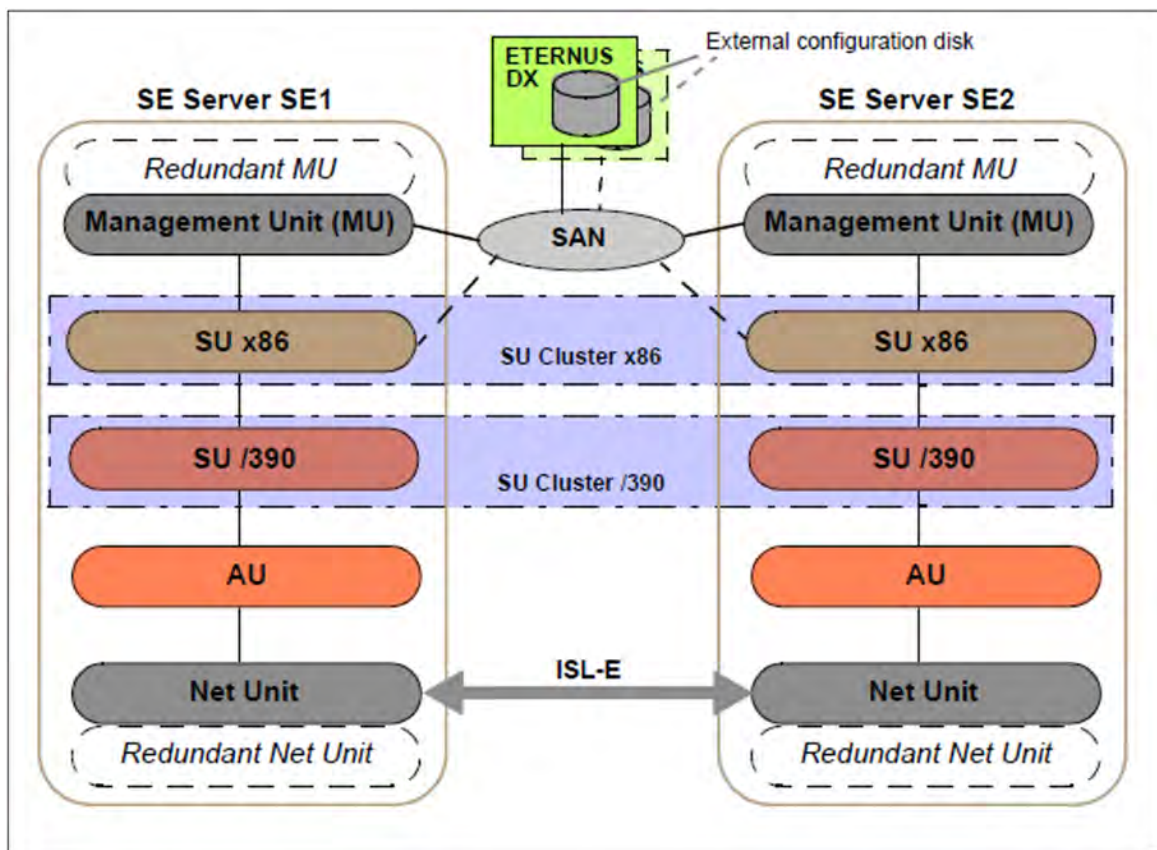 ETERNUS
DX
External configuration disk
SE Server SE1
SE Server SE2
Redundant MU
Redundant MU
Management Unit (MU)
SAN
Management Unit (MU)
SU x86
SU Cluster x86
SU x86
SU /390
SU Cluster /390
SU /390
AU
AU
ISL-E
Net Unit
Net Unit
Redundant Net Unit
Redundant Net Unit